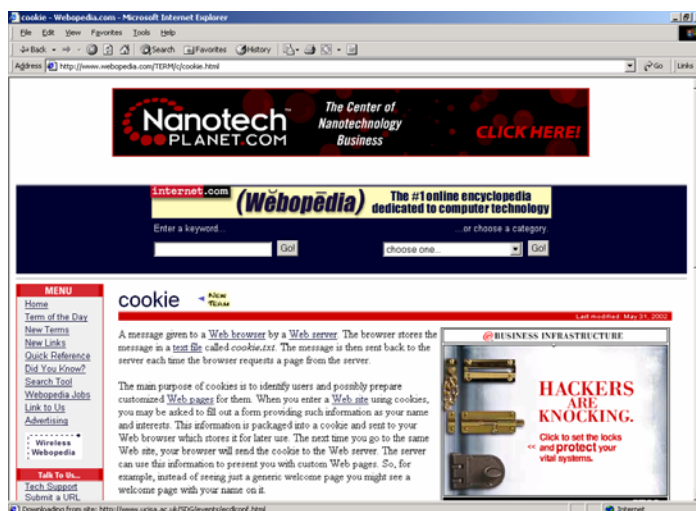 cookie - Webopedia.com - Microsoft Internet Explorer
File Edit View Favorites Tools Help
Back Search Favorites History
Address http://www.webopedia.com/TERM/c/cookie.html Go Links
Nanotech PLANET.COM
The Center of
Nanotechnology
Business
CLICK HERE!
internet.com
(Wĕbopēdia)
The #1 online encyclopedia
dedicated to computer technology
Enter a keyword... ...or choose a category.
Go! choose one... Go!
MENU
Home
Term of the Day
New Terms
New Links
Quick Reference
Did You Know?
Search Tool
Webopedia Jobs
Link to Us
Advertising
Wireless
Webopedia
Talk To Us...
Tech Support
Submit a URL
cookie NEW TERM
Last modified: May 31, 2002
A message given to a Web browser by a Web server. The browser stores the
message in a text file called cookie.txt. The message is then sent back to the
server each time the browser requests a page from the server.
The main purpose of cookies is to identify users and possibly prepare
customized Web pages for them. When you enter a Web site using cookies,
you may be asked to fill out a form providing such information as your name
and interests. This information is packaged into a cookie and sent to your
Web browser which stores it for later use. The next time you go to the same
Web site, your browser will send the cookie to the Web server. The server
can use this information to present you with custom Web pages. So, for
example, instead of seeing just a generic welcome page you might see a
welcome page with your name on it.
@BUSINESS INFRASTRUCTURE
HACKERS
ARE
KNOCKING.
Click to set the locks
<< and protect your
vital systems.
Downloading from site: http://www.ucisa.ac.uk/SDG/events/ecdlconf.html Internet